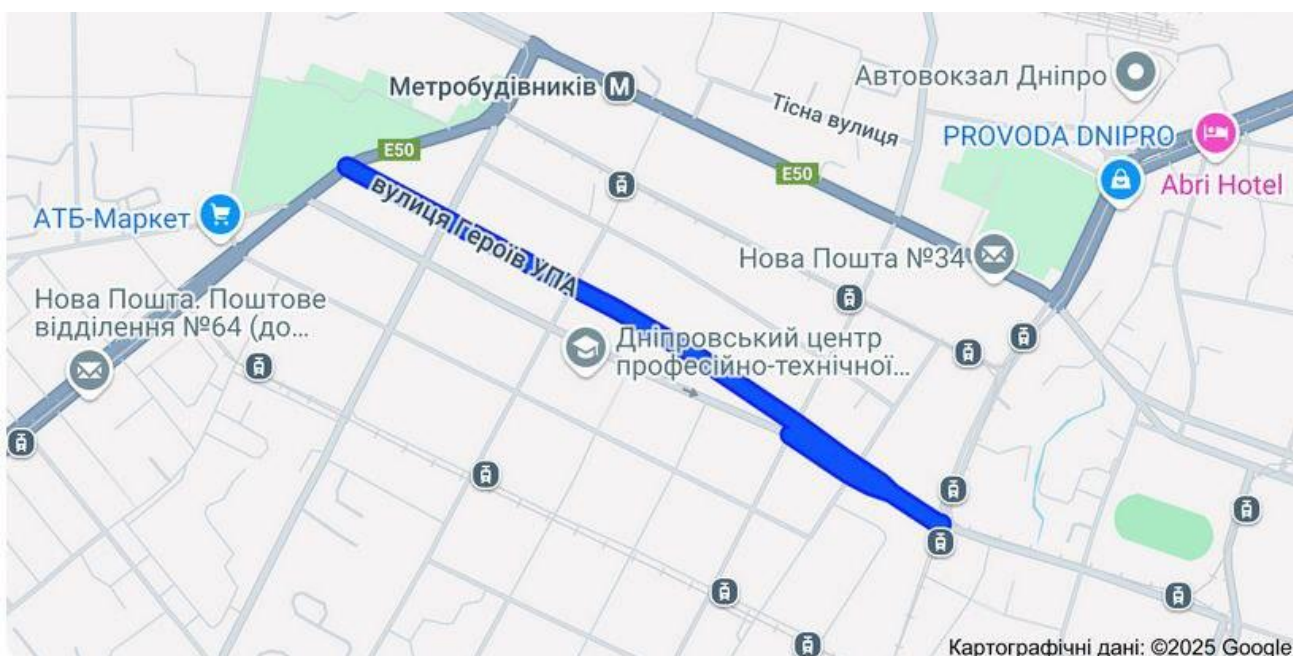 Метробудівників
М
Автовокзал Дніпро
Тісна вулиця
PROVODA DNIPRO
E50
E50
Abri Hotel
АТБ-Маркет
вулиця Героїв УПА
Нова Пошта №34
Нова Пошта. Поштове
відділення №64 (до...
Дніпровський центр
професійно-технічної...
Картографічні дані: ©2025 Google